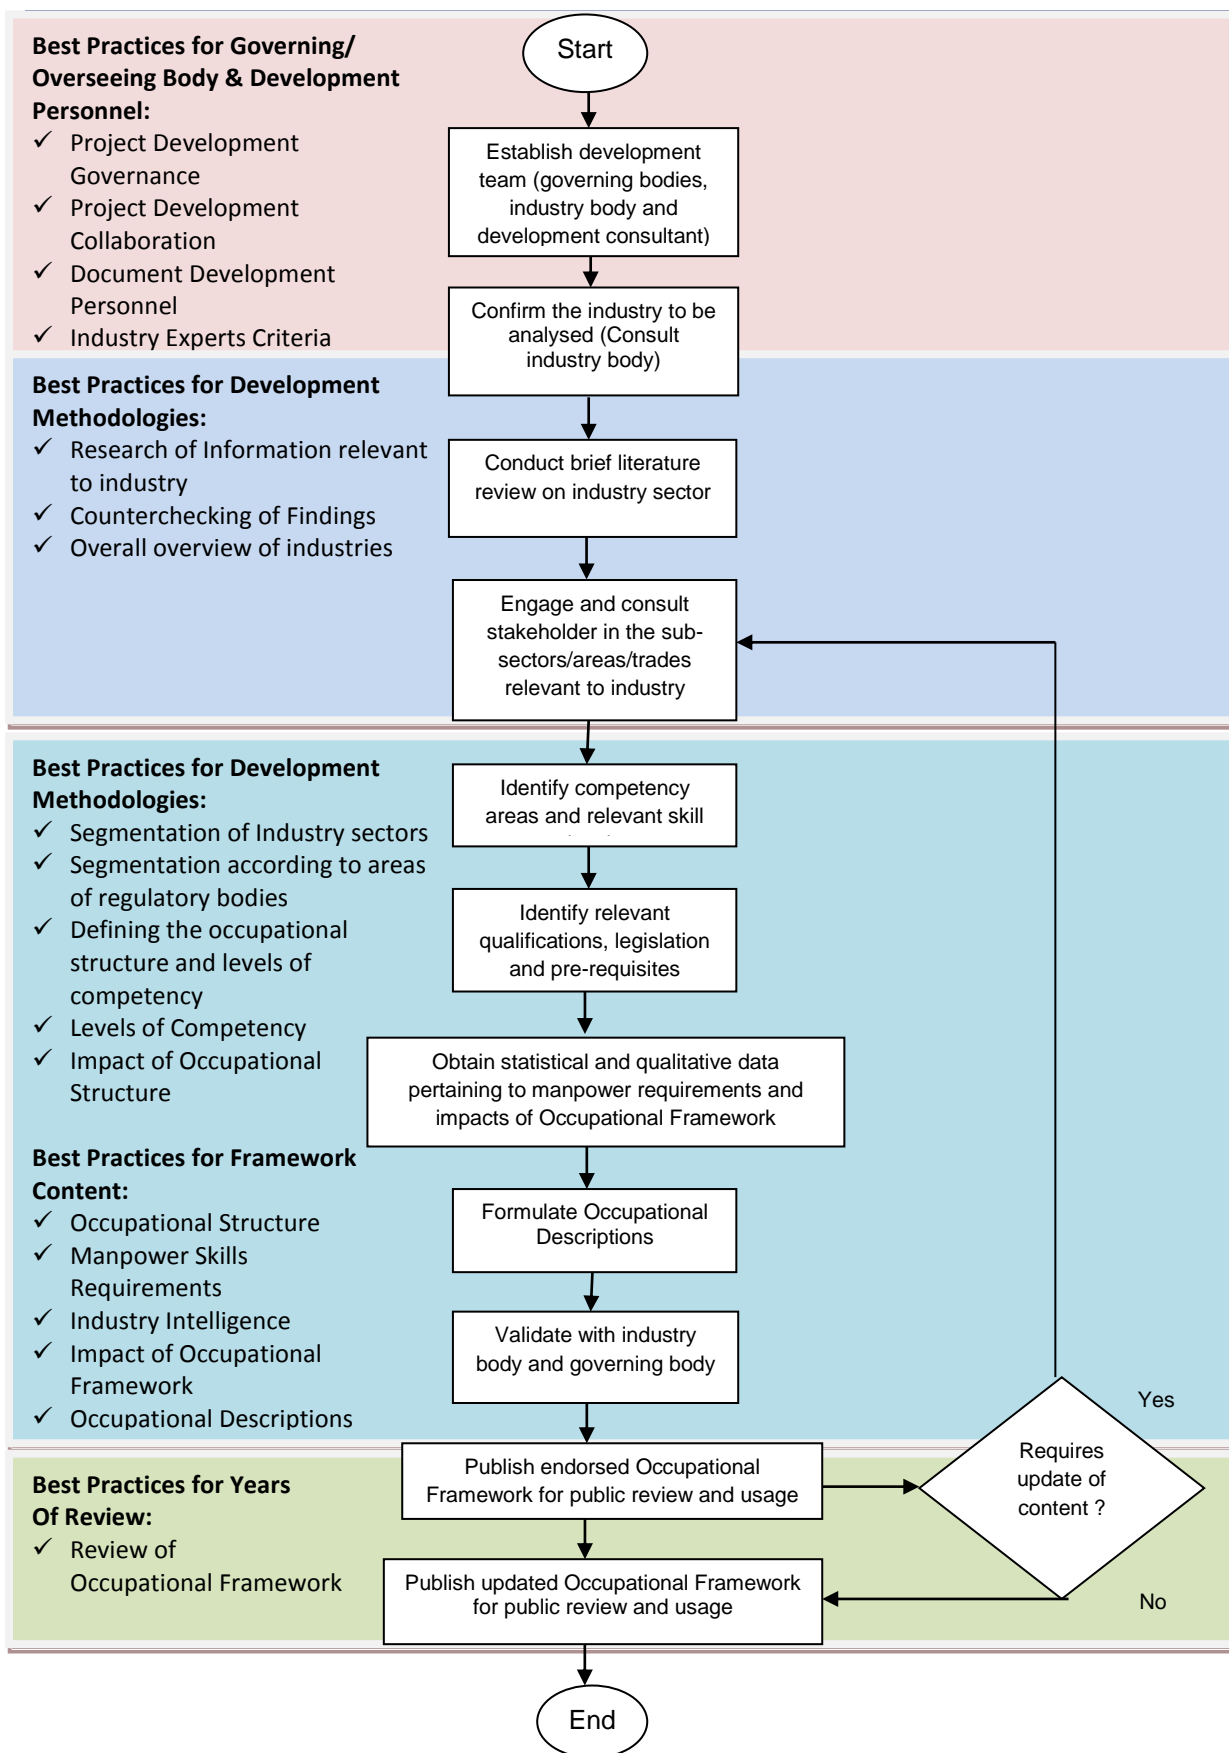 Best Practices for Governing/
Overseeing Body & Development
Personnel:
✓ Project Development
Governance
✓ Project Development
Collaboration
✓ Document Development
Personnel
✓ Industry Experts Criteria
Start
Establish development
team (governing bodies,
industry body and
development consultant)
Confirm the industry to be
analysed (Consult
industry body)
Best Practices for Development
Methodologies:
✓ Research of Information relevant
to industry
✓ Counterchecking of Findings
✓ Overall overview of industries
Conduct brief literature
review on industry sector
Engage and consult
stakeholder in the sub-
sectors/areas/trades
relevant to industry
Best Practices for Development
Methodologies:
✓ Segmentation of Industry sectors
✓ Segmentation according to areas
of regulatory bodies
✓ Defining the occupational
structure and levels of
competency
✓ Levels of Competency
✓ Impact of Occupational
Structure
Best Practices for Framework
Content:
✓ Occupational Structure
✓ Manpower Skills
Requirements
✓ Industry Intelligence
✓ Impact of Occupational
Framework
✓ Occupational Descriptions
Identify competency
areas and relevant skill
Identify relevant
qualifications, legislation
and pre-requisites
Obtain statistical and qualitative data
pertaining to manpower requirements and
impacts of Occupational Framework
Formulate Occupational
Descriptions
Validate with industry
body and governing body
Yes
Requires
update of
content ?
No
Best Practices for Years
Of Review:
✓ Review of
Occupational Framework
Publish endorsed Occupational
Framework for public review and usage
Publish updated Occupational Framework
for public review and usage
End